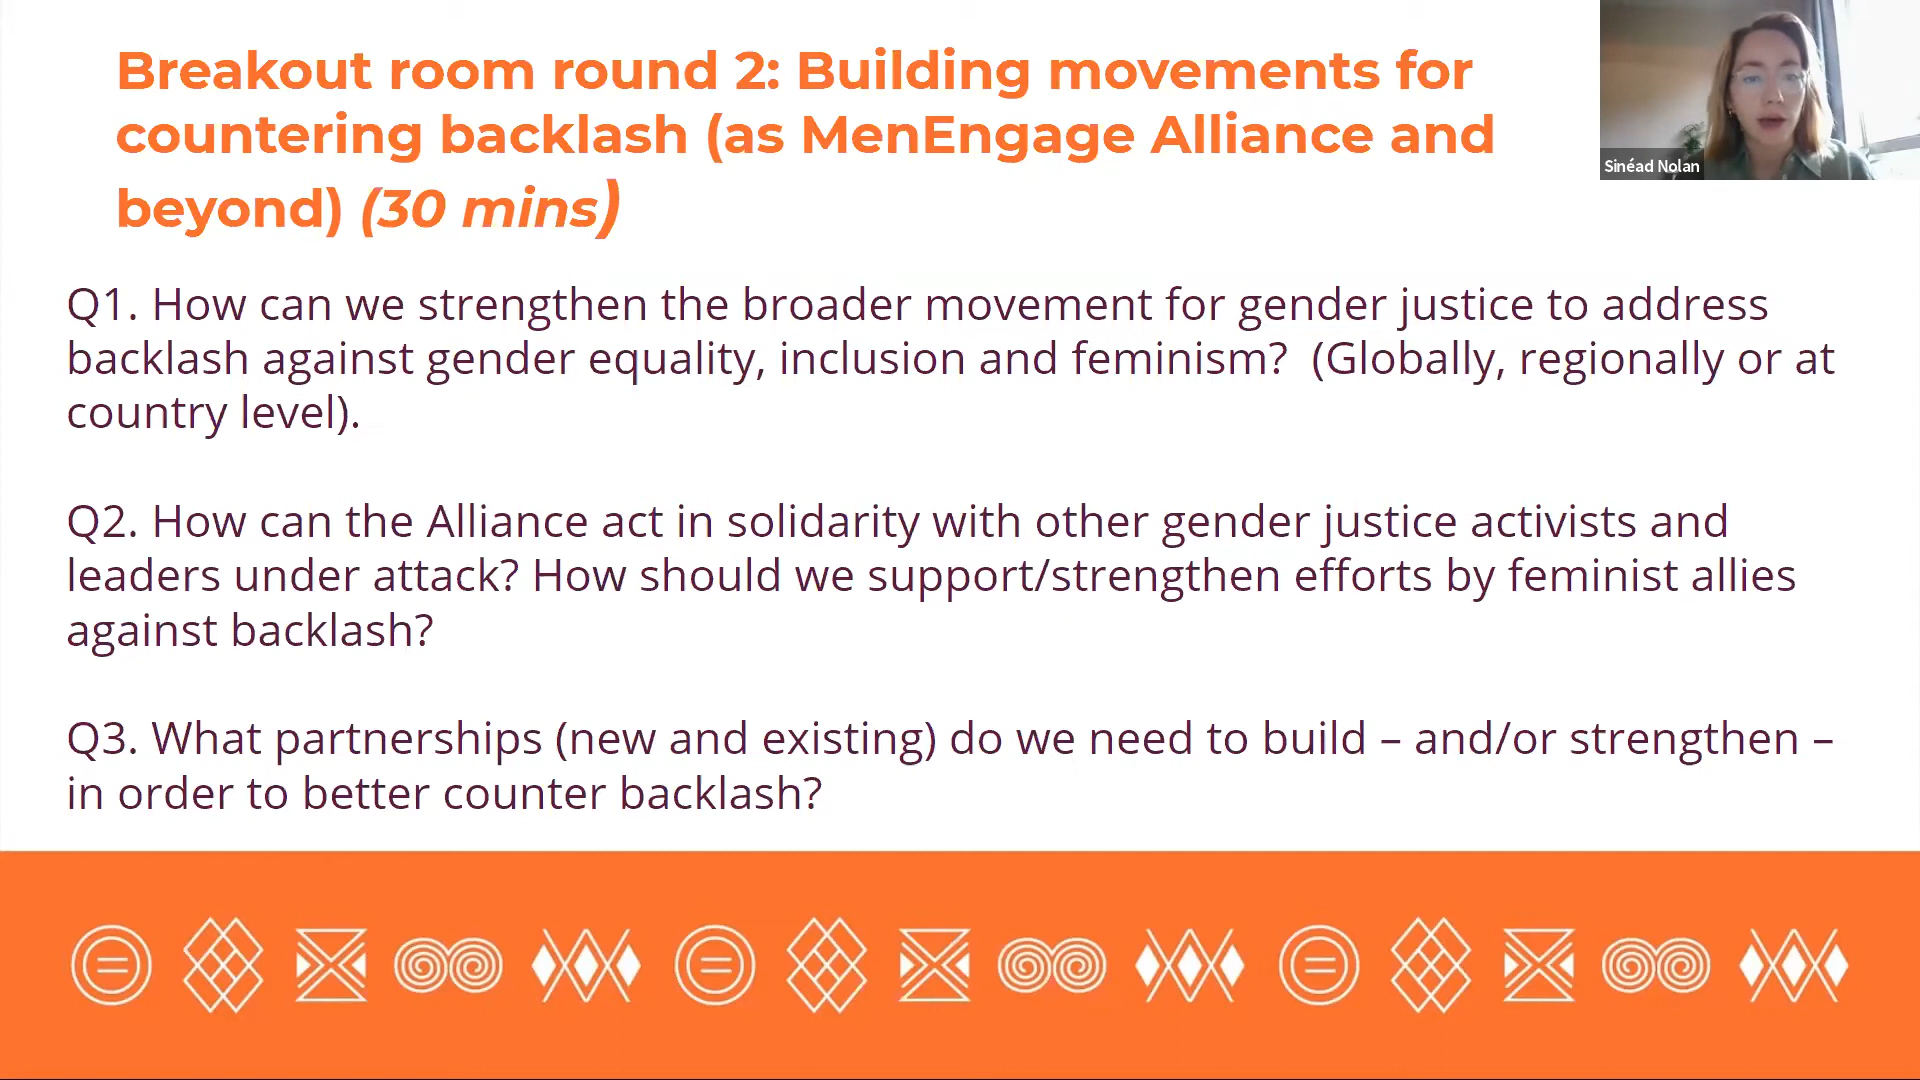 Breakout room round 2: Building movements for
countering backlash (as MenEngage Alliance and
beyond) (30 mins)
Sinéad Nolan
Q1. How can we strengthen the broader movement for gender justice to address
backlash against gender equality, inclusion and feminism?  (Globally, regionally or at
country level).
Q2. How can the Alliance act in solidarity with other gender justice activists and
leaders under attack? How should we support/strengthen efforts by feminist allies
against backlash?
Q3. What partnerships (new and existing) do we need to build – and/or strengthen –
in order to better counter backlash?